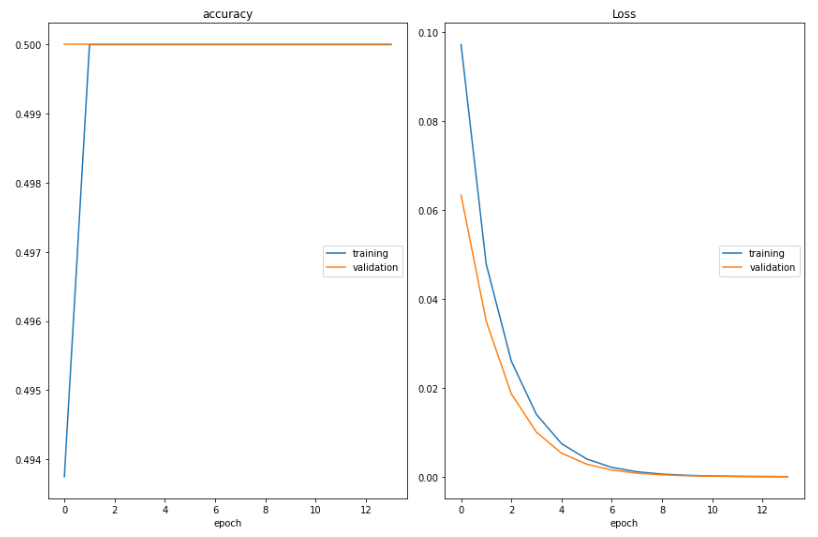 accuracy
0.500
0.499
0.498
0.497
0.496
0.495
0.494
training
validation
0 2 4 6 8 10 12
epoch
Loss
0.10
0.08
0.06
0.04
0.02
0.00
training
validation
0 2 4 6 8 10 12
epoch